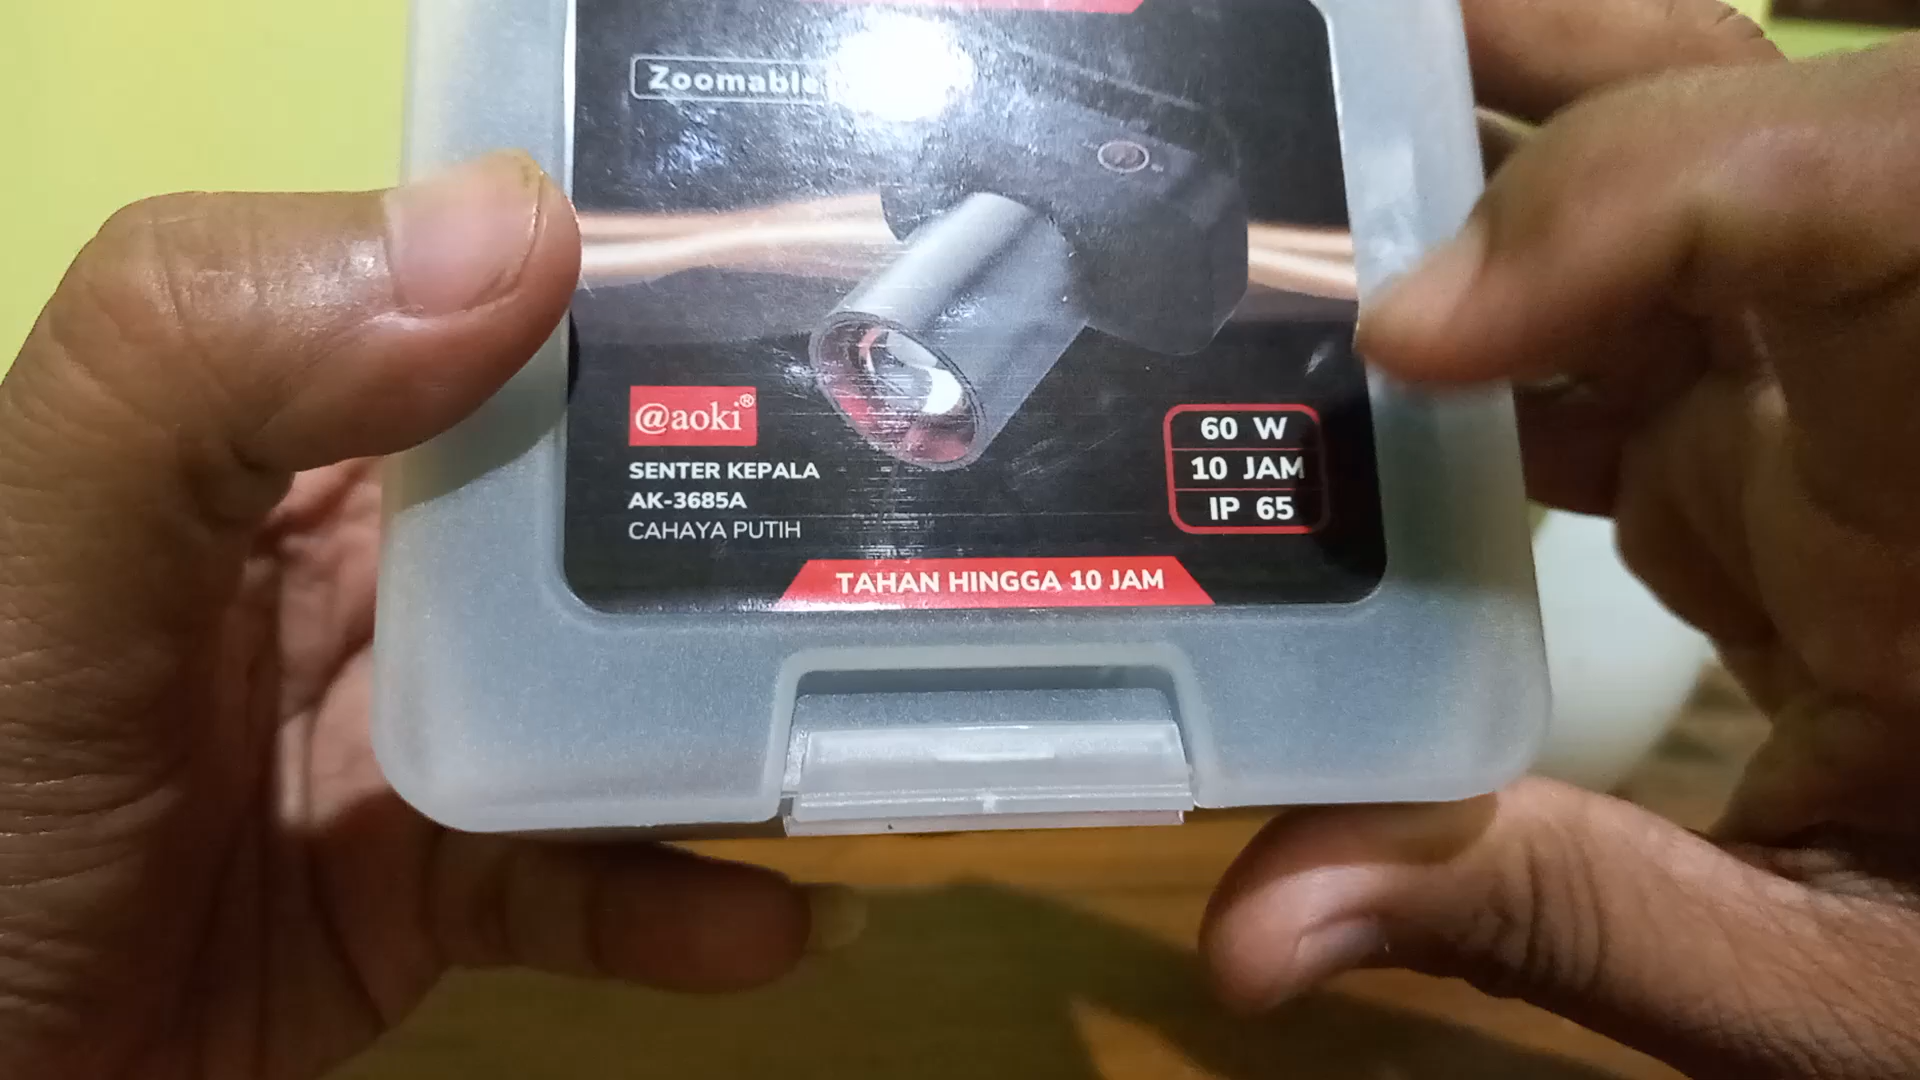 Zoomable
@aoki®
SENTER KEPALA
AK-3685A
CAHAYA PUTIH
60 W
10 JAM
IP 65
TAHAN HINGGA 10 JAM